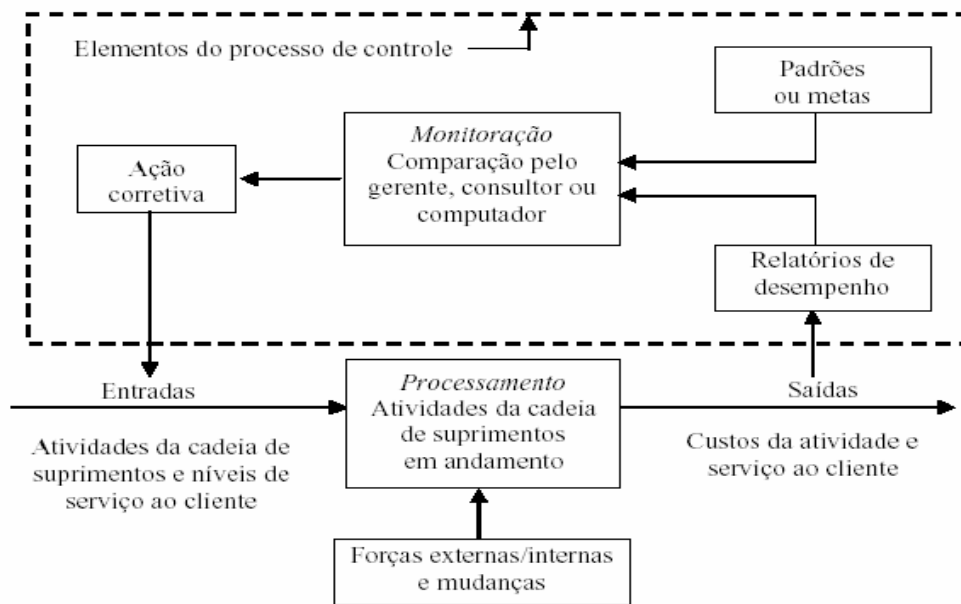 Elementos do processo de controle
Padrões
ou metas
Monitoração
Comparação pelo
gerente, consultor ou
computador
Ação
corretiva
Relatórios de
desempenho
Entradas
Processamento
Atividades da cadeia
de suprimentos
em andamento
Saídas
Atividades da cadeia de
suprimentos e níveis de
serviço ao cliente
Custos da atividade e
serviço ao cliente
Forças externas/internas
e mudanças